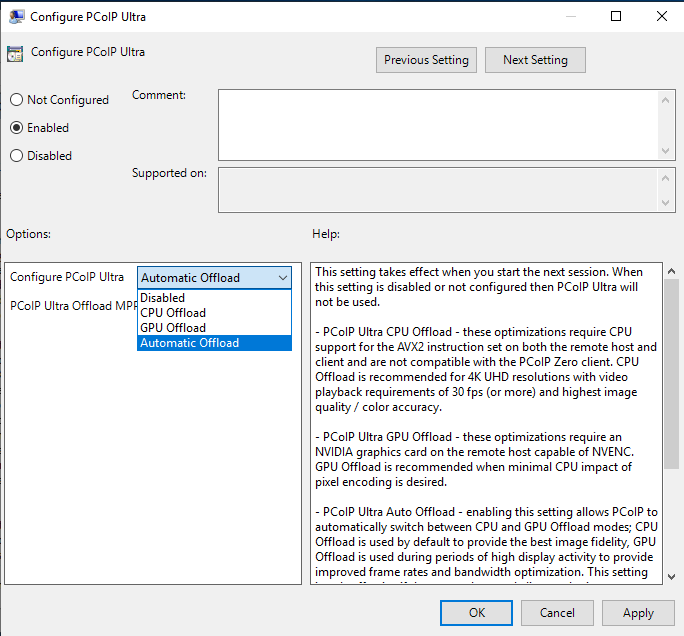 Configure PCoIP Ultra
Configure PCoIP Ultra
Previous Setting
Next Setting
Not Configured
Enabled
Disabled
Comment:
Supported on:
Options:
Help:
Configure PCoIP Ultra
Automatic Offload
PCoIP Ultra Offload MPP
Disabled
CPU Offload
GPU Offload
Automatic Offload
This setting takes effect when you start the next session. When
this setting is disabled or not configured then PCoIP Ultra will
not be used.
- PCoIP Ultra CPU Offload - these optimizations require CPU
support for the AVX2 instruction set on both the remote host and
client and are not compatible with the PCoIP Zero client. CPU
Offload is recommended for 4K UHD resolutions with video
playback requirements of 30 fps (or more) and highest image
quality / color accuracy.
- PCoIP Ultra GPU Offload - these optimizations require an
NVIDIA graphics card on the remote host capable of NVENC.
GPU Offload is recommended when minimal CPU impact of
pixel encoding is desired.
- PCoIP Ultra Auto Offload - enabling this setting allows PCoIP to
automatically switch between CPU and GPU Offload modes; CPU
Offload is used by default to provide the best image fidelity, GPU
Offload is used during periods of high display activity to provide
improved frame rates and bandwidth optimization. This setting
OK
Cancel
Apply